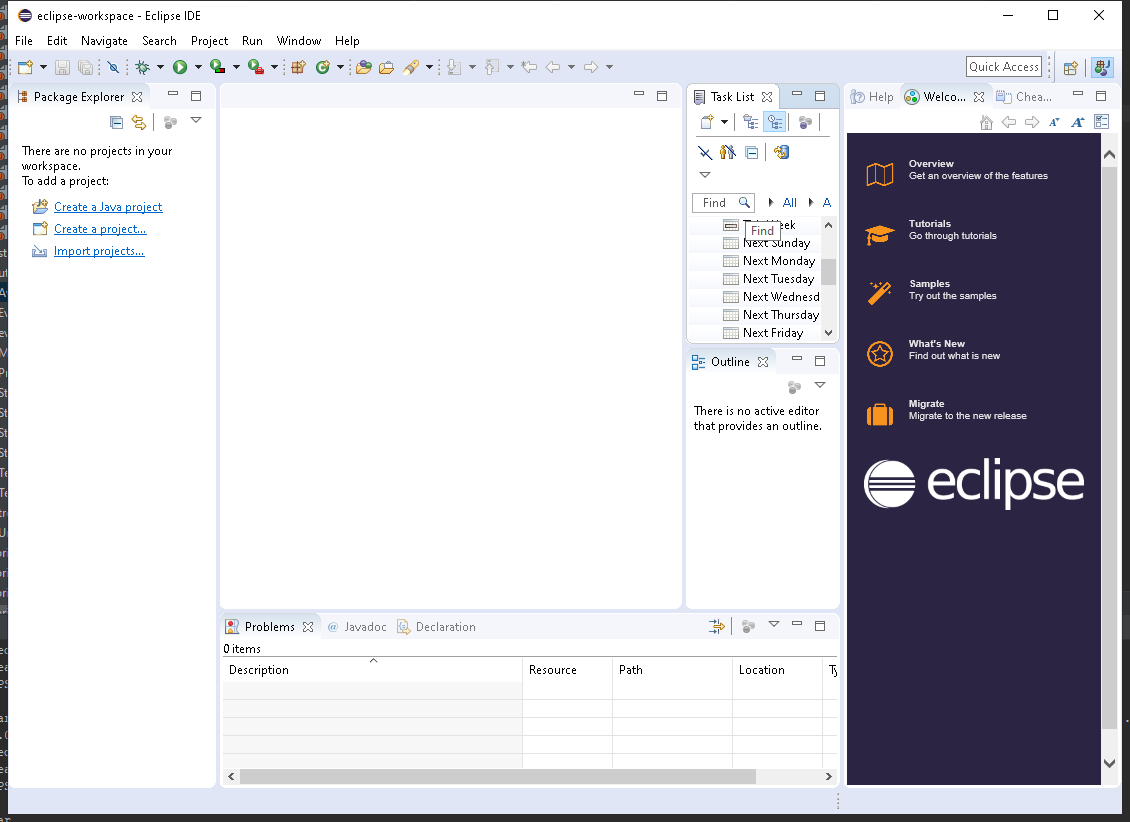 eclipse-workspace - Eclipse IDE
File Edit Navigate Search Project Run Window Help
Quick Access
Package Explorer
There are no projects in your
workspace.
To add a project:
Create a Java project
Create a project...
Import projects...
Task List
Find All A
Week
Find
Next Sunday
Next Monday
Next Tuesday
Next Wednesd
Next Thursday
Next Friday
Outline
There is no active editor
that provides an outline.
Help Welco... Chea...
Overview
Get an overview of the features
Tutorials
Go through tutorials
Samples
Try out the samples
What's New
Find out what is new
Migrate
Migrate to the new release
eclipse
Problems @ Javadoc Declaration
0 items
Description Resource Path Location Ty